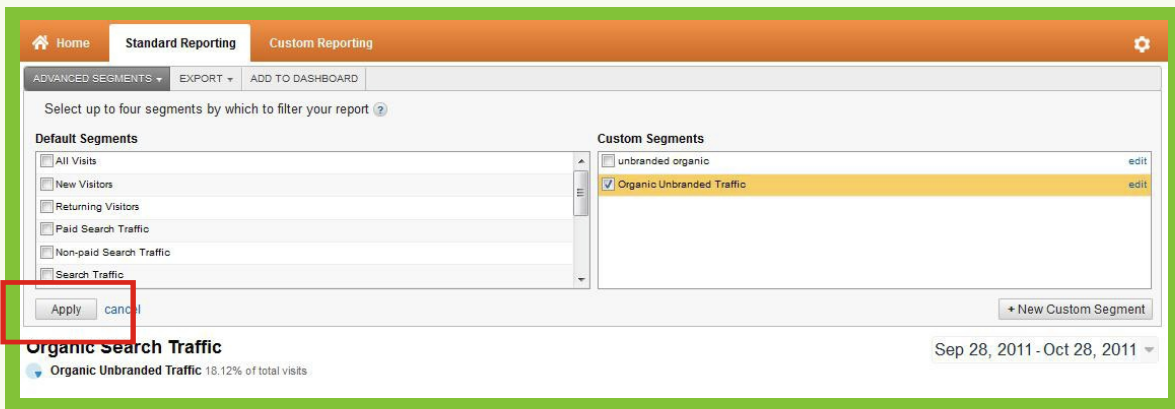 Home Standard Reporting Custom Reporting
ADVANCED SEGMENTS EXPORT ADD TO DASHBOARD
Select up to four segments by which to filter your report ?
Default Segments
All Visits
New Visitors
Returning Visitors
Paid Search Traffic
Non-paid Search Traffic
Search Traffic
Custom Segments
unbranded organic edit
Organic Unbranded Traffic edit
Apply cancel
+ New Custom Segment
Organic Search Traffic
Sep 28, 2011 - Oct 28, 2011
Organic Unbranded Traffic 18.12% of total visits